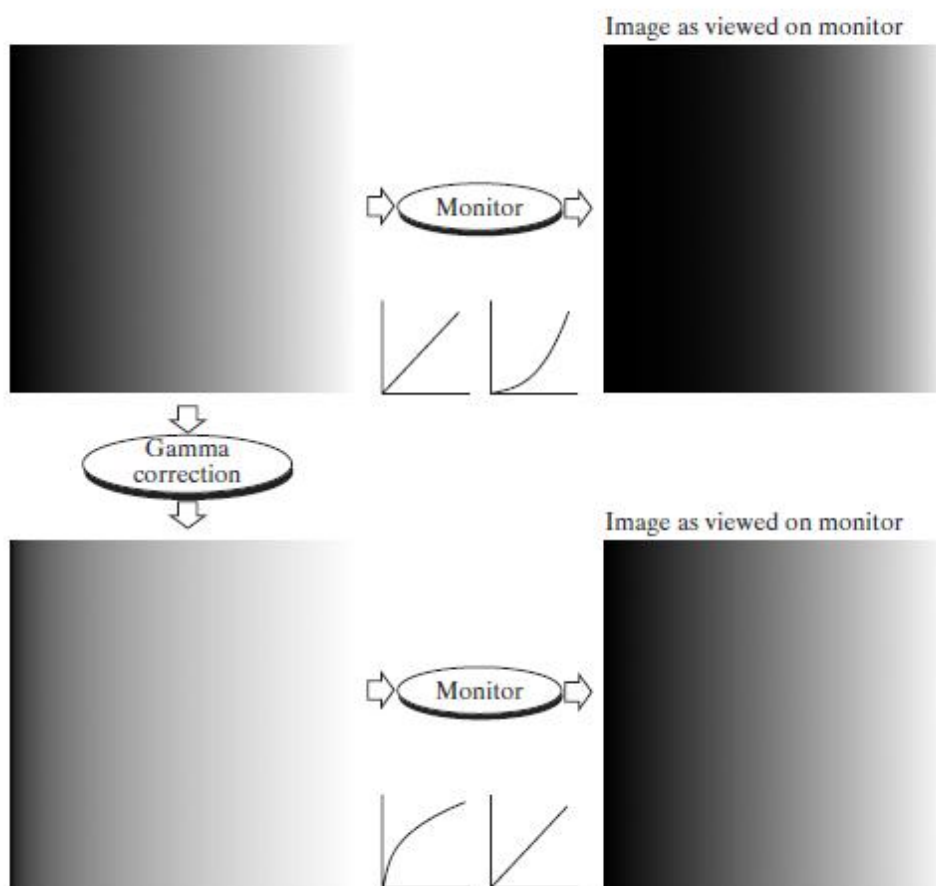 Image as viewed on monitor
Monitor
Gamma
correction
Image as viewed on monitor
Monitor